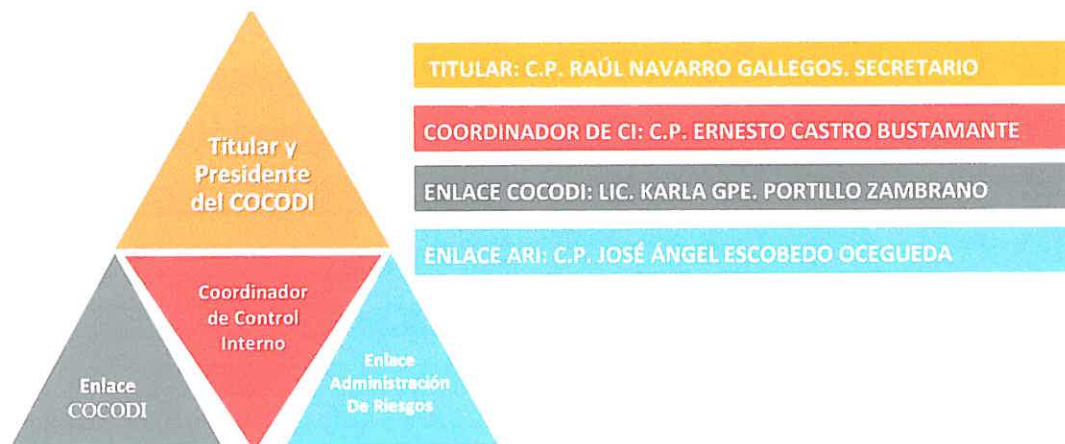 Titular y
Presidente
del COCODI
Coordinador
de Control
Interno
Enlace
COCODI
Enlace
Administración
De Riesgos
TITULAR: C.P. RAÚL NAVARRO GALLEGOS. SECRETARIO
COORDINADOR DE CI: C.P. ERNESTO CASTRO BUSTAMANTE
ENLACE COCODI: LIC. KARLA GPE. PORTILLO ZAMBRANO
ENLACE ARI: C.P. JOSÉ ÁNGEL ESCOBEDO OCEGUEDA